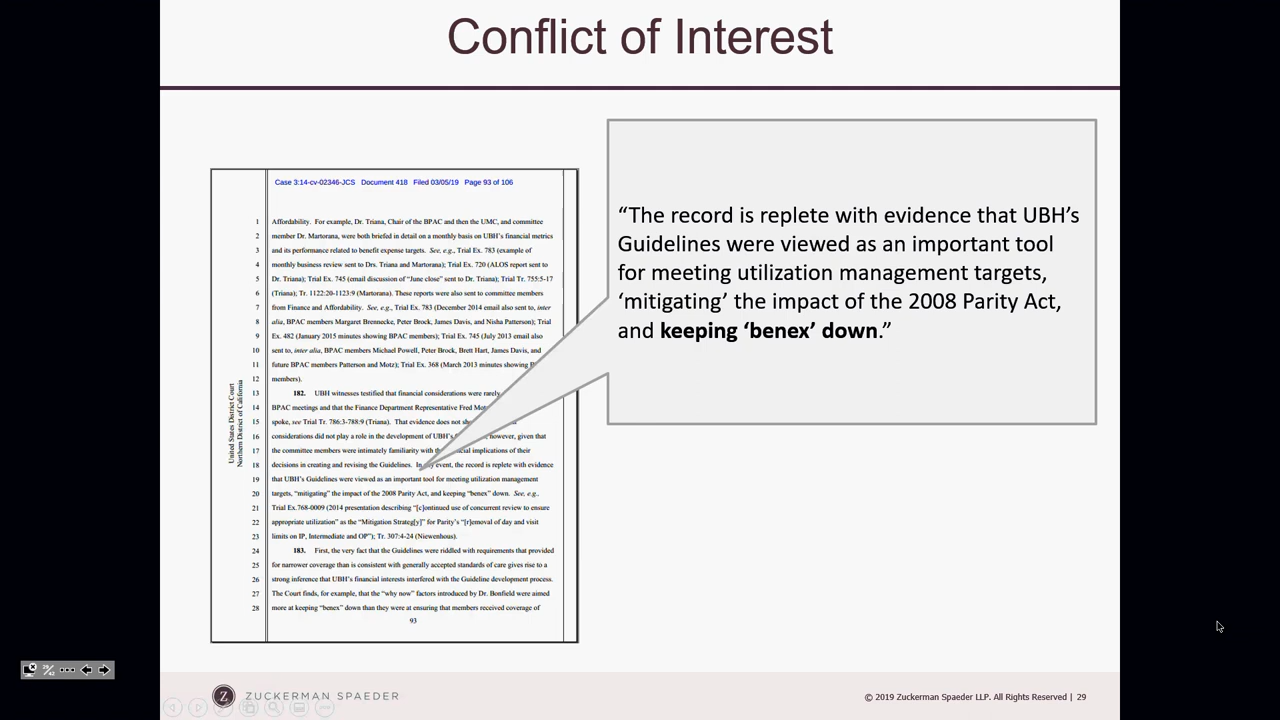 Conflict of Interest
Case 3:14-cv-02346-JCS Document 418 Filed 03/05/19 Page 93 of 106
United States District Court
Northern District of California
1 Affordability. For example, Dr. Triana, Chair of the BPAC and then the UMC, and committee
2 member Dr. Martorana, were both briefed in detail on a monthly basis on UBH's financial metrics
3 and its performance related to benefit expense targets. See, e.g., Trial Ex. 783 (example of
4 monthly business review sent to Drs. Triana and Martorana); Trial Ex. 720 (ALOS report sent to
5 Dr. Triana); Trial Ex. 745 (email discussion of "June close" sent to Dr. Triana); Trial Tr. 755:5-17
6 (Triana); Tr. 1122:20-1123:9 (Martorana). These reports were also sent to committee members
7 from Finance and Affordability. See, e.g., Trial Ex. 783 (December 2014 email also sent to, inter
8 alia, BPAC members Margaret Brennecke, Peter Brock, James Davis, and Nisha Patterson); Trial
9 Ex. 482 (January 2015 minutes showing BPAC members); Trial Ex. 745 (July 2013 email also
10 sent to, inter alia, BPAC members Michael Powell, Peter Brock, Brett Hart, James Davis, and
11 future BPAC members Patterson and Motz); Trial Ex. 368 (March 2013 minutes showing
12 members).
13 182. UBH witnesses testified that financial considerations were rarely
14 BPAC meetings and that the Finance Department Representative Fred
15 spoke, see Trial Tr. 786:3-788:9 (Triana). That evidence does not
16 considerations did not play a role in the development of UBH's however, given that
17 the committee members were intimately familiar with implications of their
18 decisions in creating and revising the Guidelines. In event, the record is replete with evidence
19 that UBH's Guidelines were viewed as an important tool for meeting utilization management
20 targets, "mitigating" the impact of the 2008 Parity Act, and keeping "benex" down. See, e.g.,
21 Trial Ex.768-0009 (2014 presentation describing "[c]ontinued use of concurrent review to ensure
22 appropriate utilization" as the "Mitigation Strateg[y]" for Parity's "[r]emoval of day and visit
23 limits on IP, Intermediate and OP"); Tr. 307:4-24 (Niewenhous).
24 183. First, the very fact that the Guidelines were riddled with requirements that provided
25 for narrower coverage than is consistent with generally accepted standards of care gives rise to a
26 strong inference that UBH's financial interests interfered with the Guideline development process.
27 The Court finds, for example, that the "why now" factors introduced by Dr. Bonfield were aimed
28 more at keeping "benex" down than they were at ensuring that members received coverage of
93
“The record is replete with evidence that UBH’s
Guidelines were viewed as an important tool
for meeting utilization management targets,
‘mitigating’ the impact of the 2008 Parity Act,
and keeping ‘benex’ down.”
Z ZUCKERMAN SPAEDER
© 2019 Zuckerman Spaeder LLP. All Rights Reserved | 29